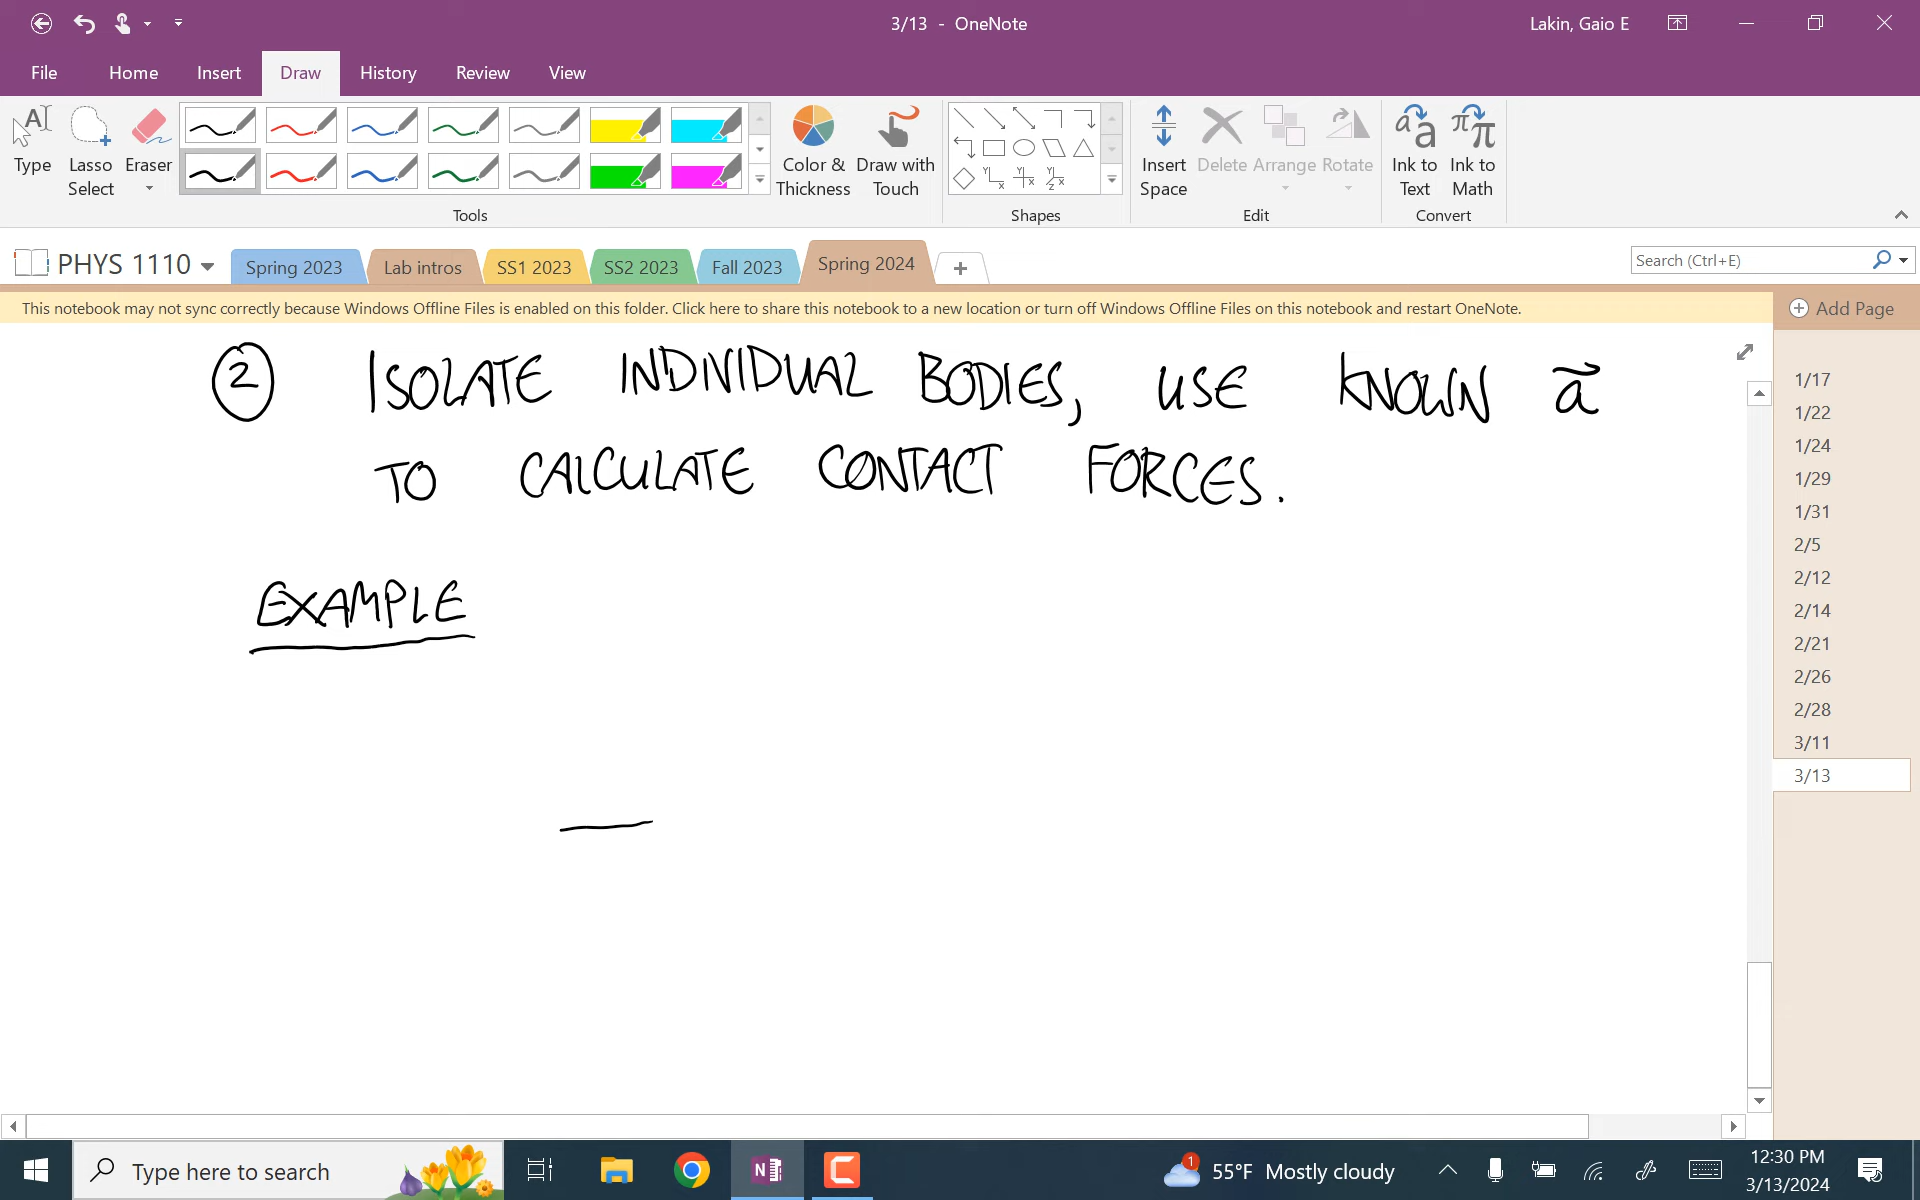 3/13 - OneNote
Lakin, Gaio E
File Home Insert Draw History Review View
Type
Lasso Select
Eraser
Color & Thickness
Draw with Touch
Insert Space
Delete
Arrange
Rotate
Ink to Text
Ink to Math
Tools
Shapes
Edit
Convert
PHYS 1110
Spring 2023
Lab intros
SS1 2023
SS2 2023
Fall 2023
Spring 2024
Search (Ctrl+E)
This notebook may not sync correctly because Windows Offline Files is enabled on this folder. Click here to share this notebook to a new location or turn off Windows Offline Files on this notebook and restart OneNote.
Add Page
② ISOLATE INDIVIDUAL BODIES, USE KNOWN a⃗
TO CALCULATE CONTACT FORCES.
EXAMPLE
1/17
1/22
1/24
1/29
1/31
2/5
2/12
2/14
2/21
2/26
2/28
3/11
3/13
Type here to search
1
55°F Mostly cloudy
12:30 PM
3/13/2024